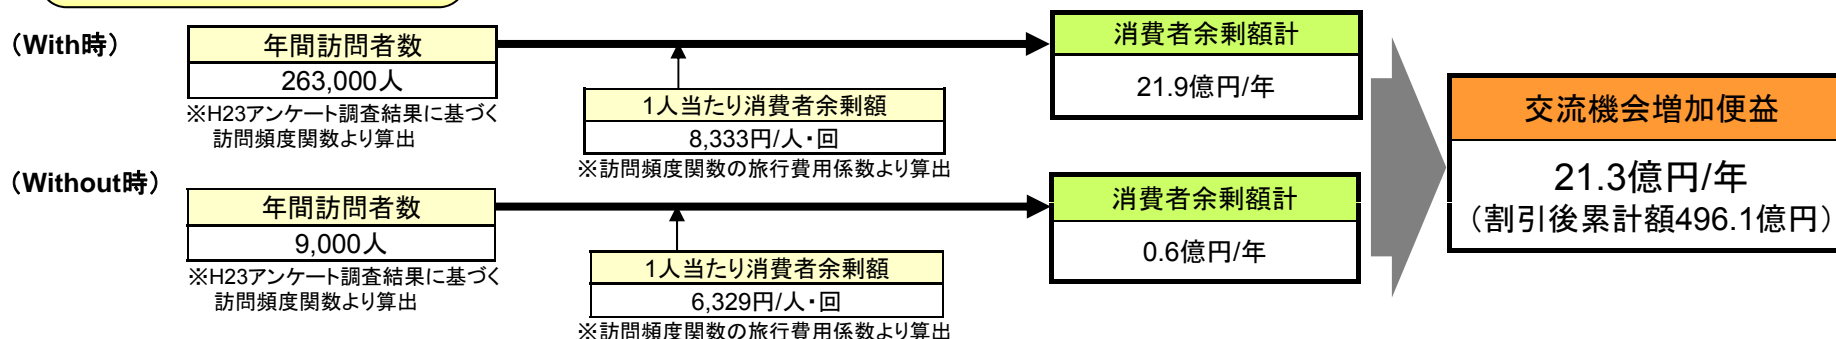 （With時）
年間訪問者数
263,000人
※H23アンケート調査結果に基づく
訪問頻度関数より算出
1人当たり消費者余剰額
8,333円/人・回
※訪問頻度関数の旅行費用係数より算出
消費者余剰額計
21.9億円/年
（Without時）
年間訪問者数
9,000人
※H23アンケート調査結果に基づく
訪問頻度関数より算出
1人当たり消費者余剰額
6,329円/人・回
※訪問頻度関数の旅行費用係数より算出
消費者余剰額計
0.6億円/年
交流機会増加便益
21.3億円/年
（割引後累計額496.1億円）